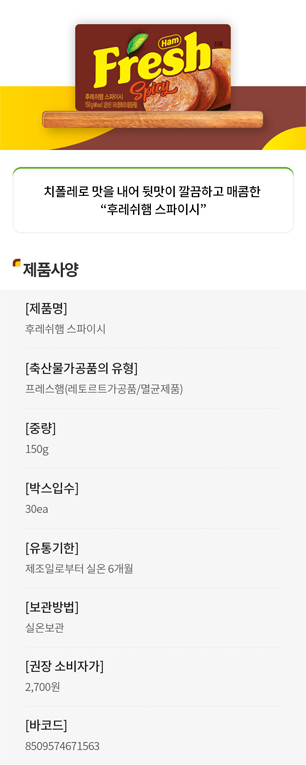 Ham
Fresh
Spicy
후레쉬햄 스파이시
치폴레로 맛을 내어 뒷맛이 깔끔하고 매콤한
“후레쉬햄 스파이시”
제품사양
[제품명]
후레쉬햄 스파이시
[축산물가공품의 유형]
프레스햄(레토르트가공품/멸균제품)
[중량]
150g
[박스입수]
30ea
[유통기한]
제조일로부터 실온 6개월
[보관방법]
실온보관
[권장 소비자가]
2,700원
[바코드]
8509574671563